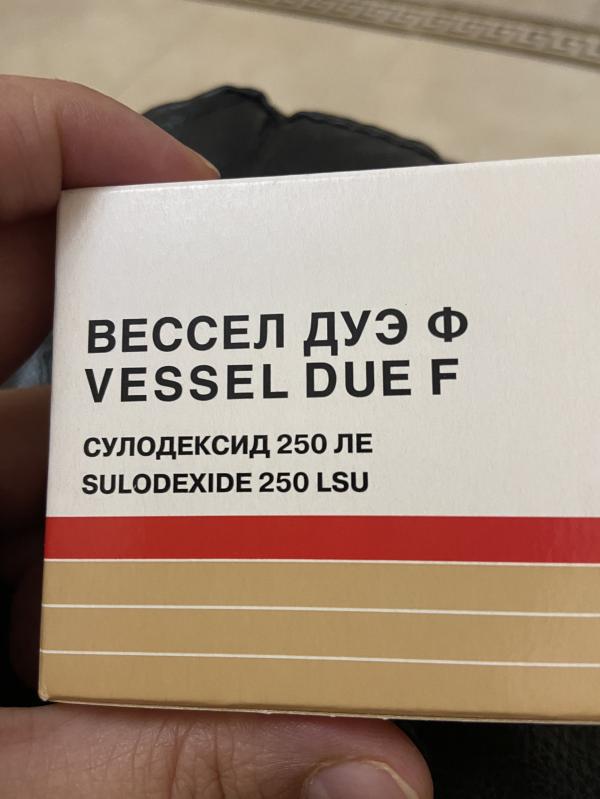 ВЕССЕЛ ДУЭ Ф
VESSEL DUE F
СУЛОДЕКСИД 250 ЛЕ
SULODEXIDE 250 LSU